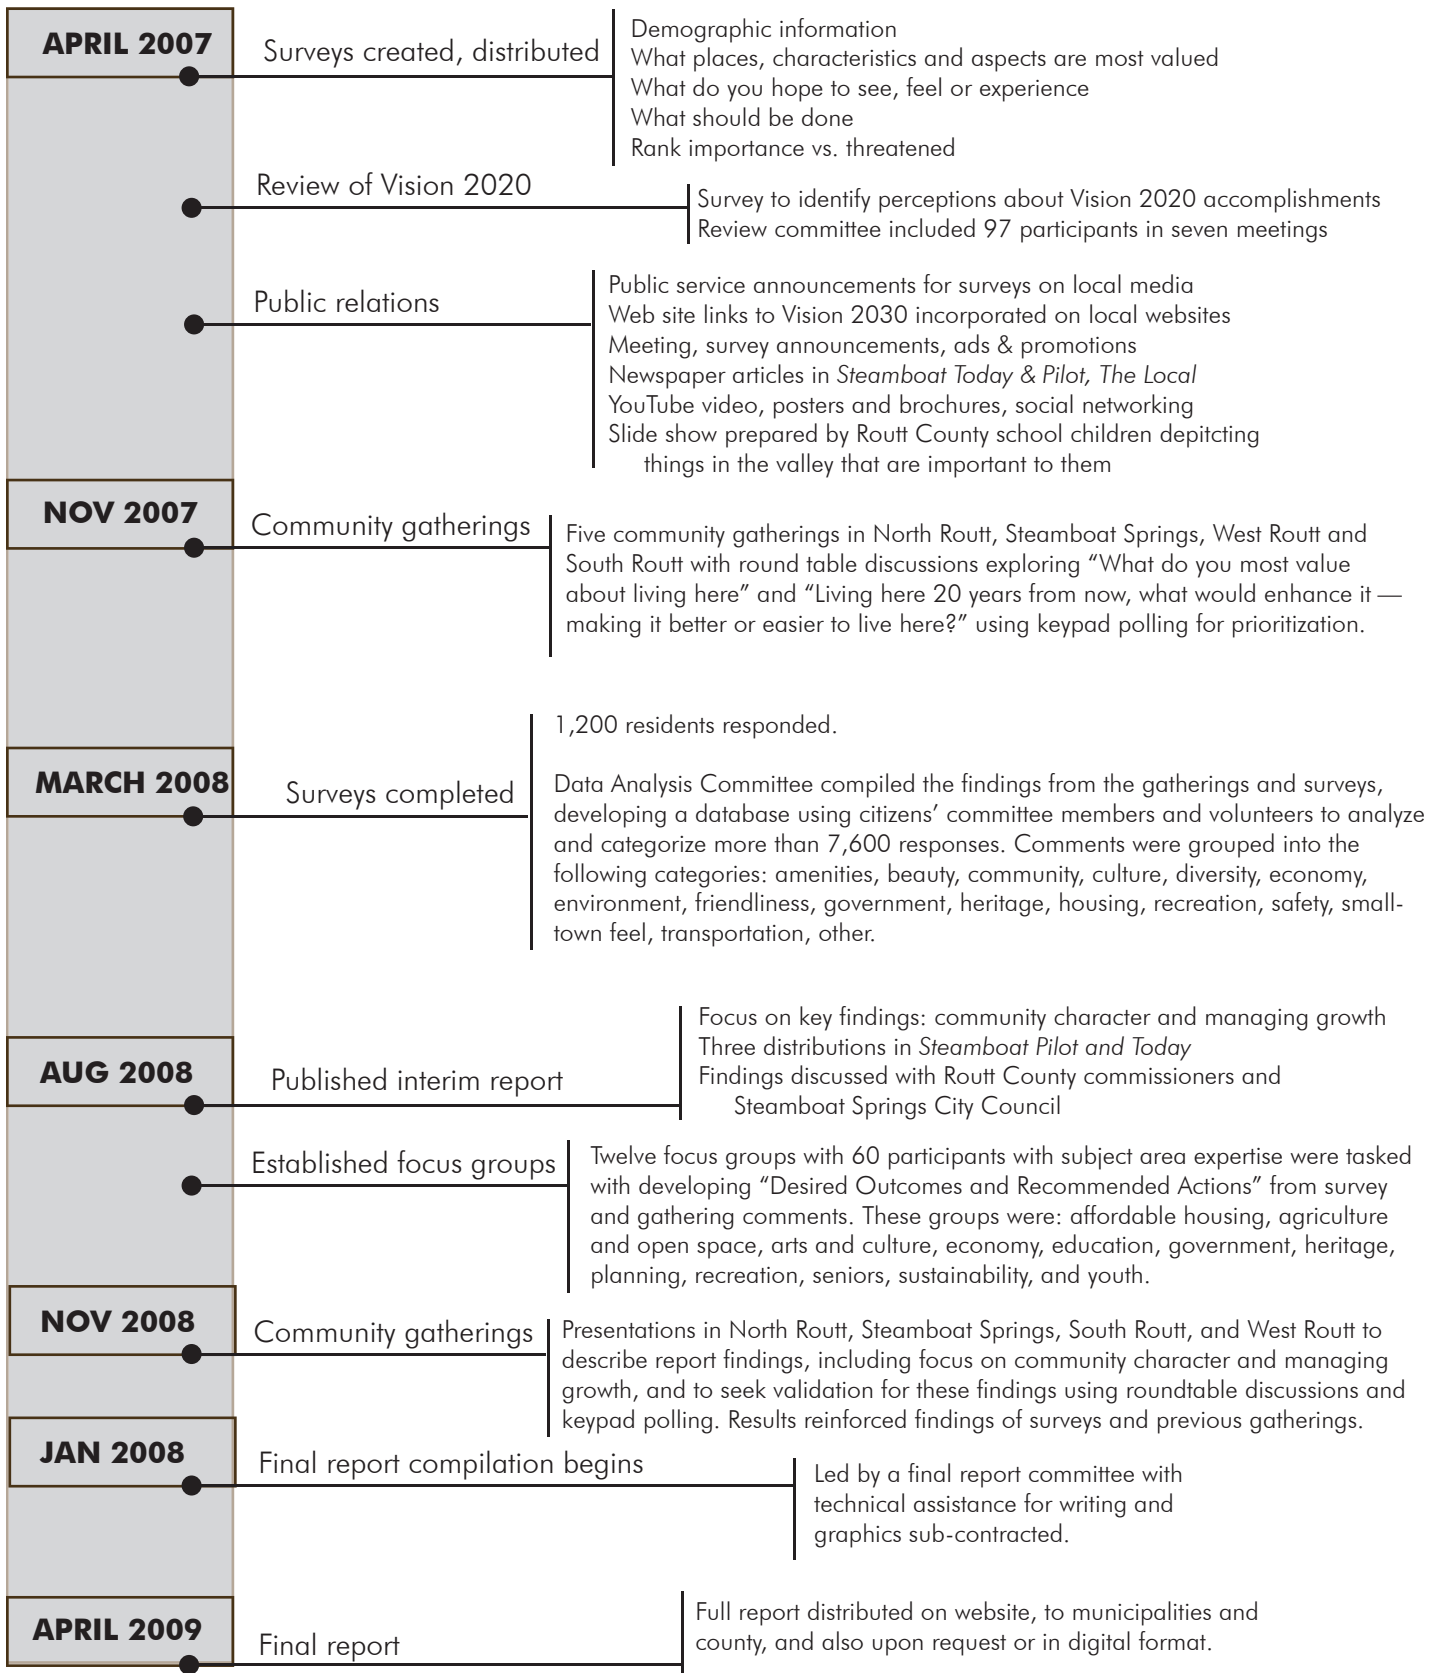 APRIL 2007
Surveys created, distributed
Demographic information
What places, characteristics and aspects are most valued
What do you hope to see, feel or experience
What should be done
Rank importance vs. threatened
Review of Vision 2020
Survey to identify perceptions about Vision 2020 accomplishments
Review committee included 97 participants in seven meetings
Public relations
Public service announcements for surveys on local media
Web site links to Vision 2030 incorporated on local websites
Meeting, survey announcements, ads & promotions
Newspaper articles in Steamboat Today & Pilot, The Local
YouTube video, posters and brochures, social networking
Slide show prepared by Routt County school children depitcting
things in the valley that are important to them
NOV 2007
Community gatherings
Five community gatherings in North Routt, Steamboat Springs, West Routt and
South Routt with round table discussions exploring “What do you most value
about living here” and “Living here 20 years from now, what would enhance it —
making it better or easier to live here?” using keypad polling for prioritization.
MARCH 2008
Surveys completed
1,200 residents responded.
Data Analysis Committee compiled the findings from the gatherings and surveys,
developing a database using citizens’ committee members and volunteers to analyze
and categorize more than 7,600 responses. Comments were grouped into the
following categories: amenities, beauty, community, culture, diversity, economy,
environment, friendliness, government, heritage, housing, recreation, safety, small-
town feel, transportation, other.
AUG 2008
Published interim report
Focus on key findings: community character and managing growth
Three distributions in Steamboat Pilot and Today
Findings discussed with Routt County commissioners and
Steamboat Springs City Council
Established focus groups
Twelve focus groups with 60 participants with subject area expertise were tasked
with developing “Desired Outcomes and Recommended Actions” from survey
and gathering comments. These groups were: affordable housing, agriculture
and open space, arts and culture, economy, education, government, heritage,
planning, recreation, seniors, sustainability, and youth.
NOV 2008
Community gatherings
Presentations in North Routt, Steamboat Springs, South Routt, and West Routt to
describe report findings, including focus on community character and managing
growth, and to seek validation for these findings using roundtable discussions and
keypad polling. Results reinforced findings of surveys and previous gatherings.
JAN 2008
Final report compilation begins
Led by a final report committee with
technical assistance for writing and
graphics sub-contracted.
APRIL 2009
Final report
Full report distributed on website, to municipalities and
county, and also upon request or in digital format.